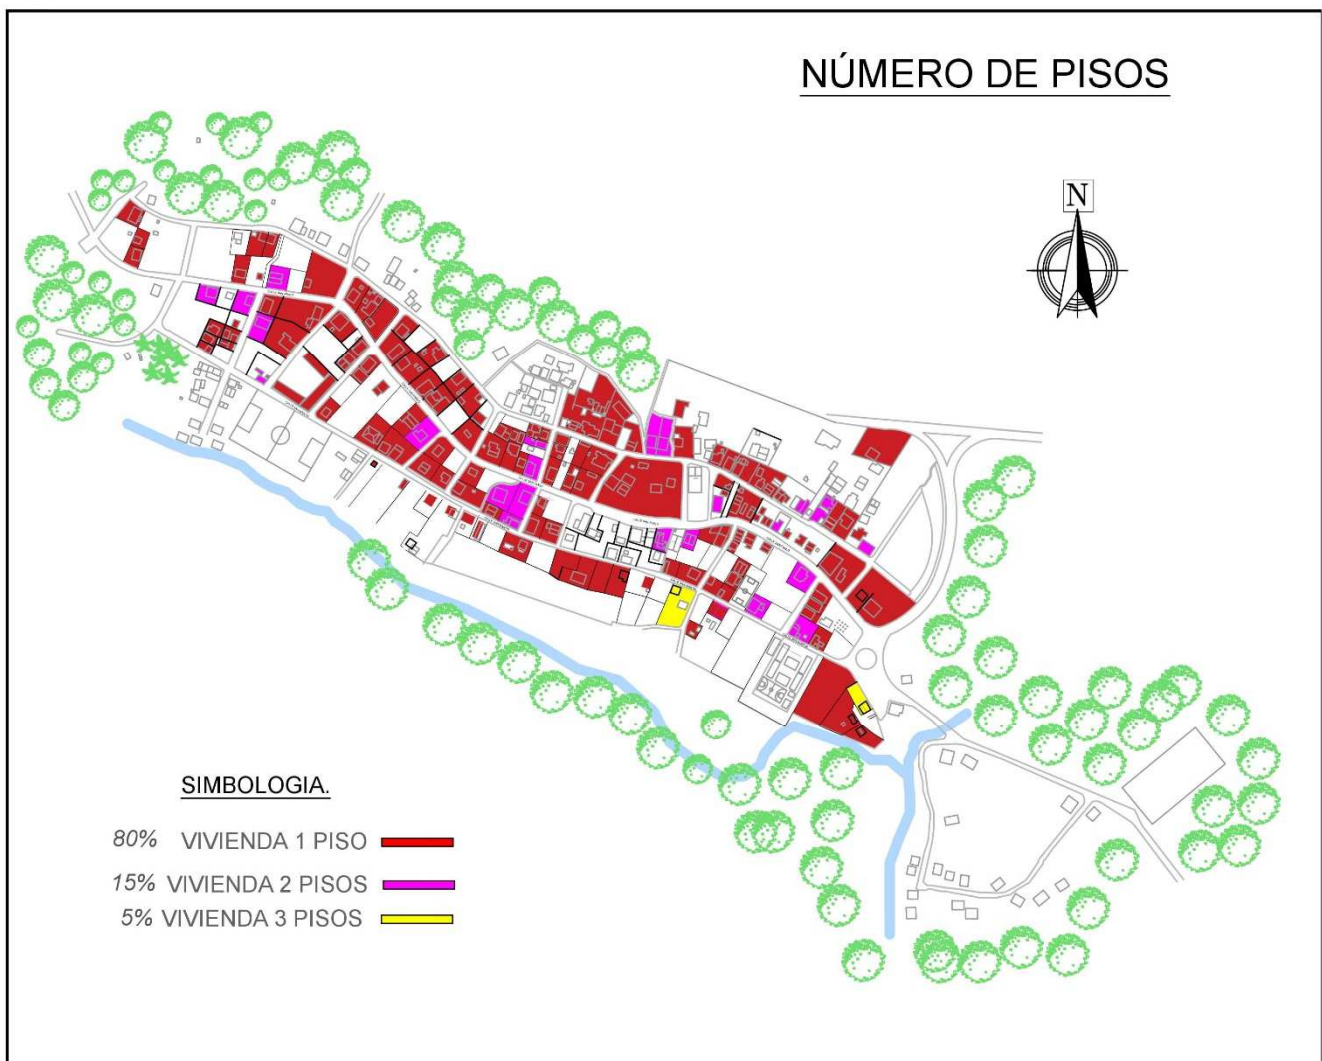 NÚMERO DE PISOS
N
SIMBOLOGIA.
80% VIVIENDA 1 PISO
15% VIVIENDA 2 PISOS
5% VIVIENDA 3 PISOS